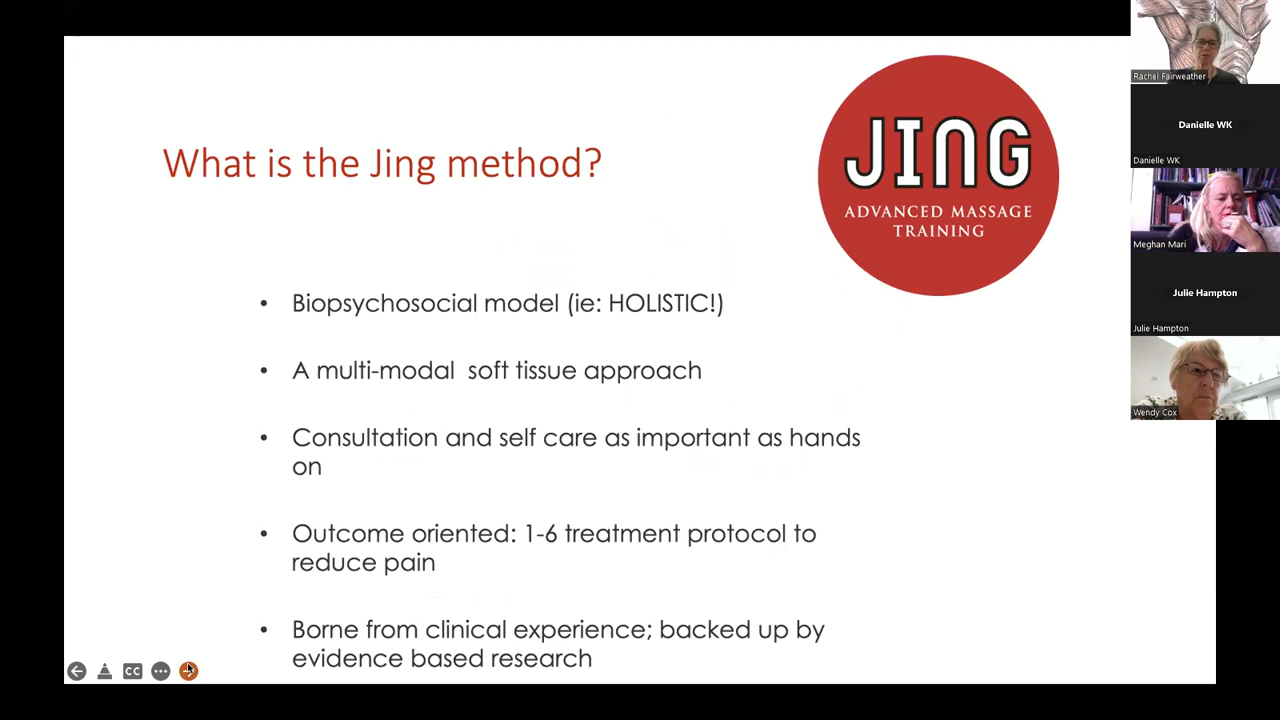 What is the Jing method?
JING
ADVANCED MASSAGE
TRAINING
• Biopsychosocial model (ie: HOLISTIC!)
• A multi-modal  soft tissue approach
• Consultation and self care as important as hands
on
• Outcome oriented: 1-6 treatment protocol to
reduce pain
• Borne from clinical experience; backed up by
evidence based research
CC
Rachel Fairweather
Danielle WK
Danielle WK
Meghan Mari
Julie Hampton
Julie Hampton
Wendy Cox